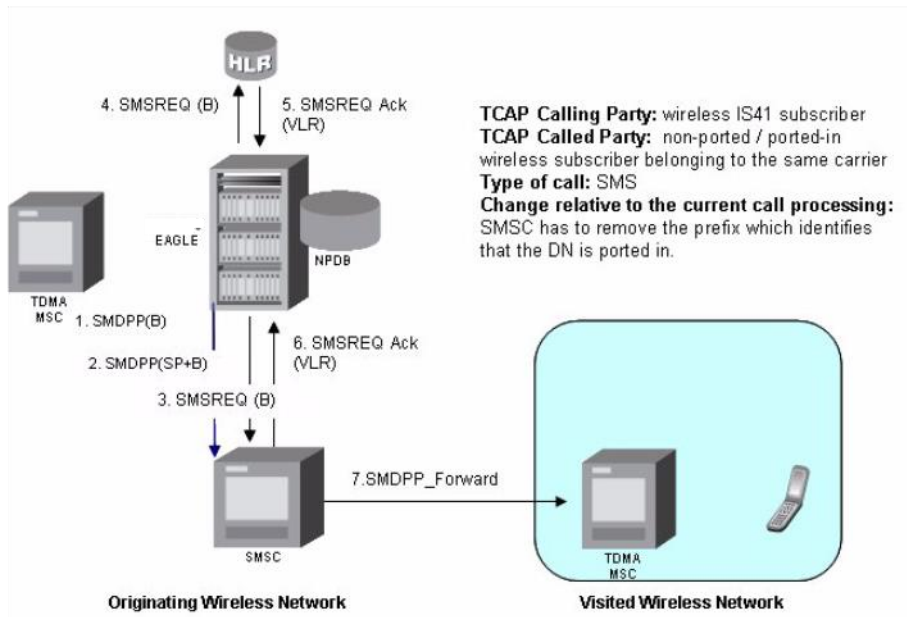 HLR
4. SMSREQ (B)
5. SMSREQ Ack
(VLR)
TCAP Calling Party: wireless IS41 subscriber
TCAP Called Party: non-ported / ported-in
wireless subscriber belonging to the same carrier
Type of call: SMS
Change relative to the current call processing:
SMSC has to remove the prefix which identifies
that the DN is ported in.
EAGLE
NPDB
TDMA
MSC
1. SMDPP(B)
2. SMDPP(SP+B)
6. SMSREQ Ack
(VLR)
3. SMSREQ (B)
7.SMDPP_Forward
SMSC
TDMA
MSC
Originating Wireless Network
Visited Wireless Network